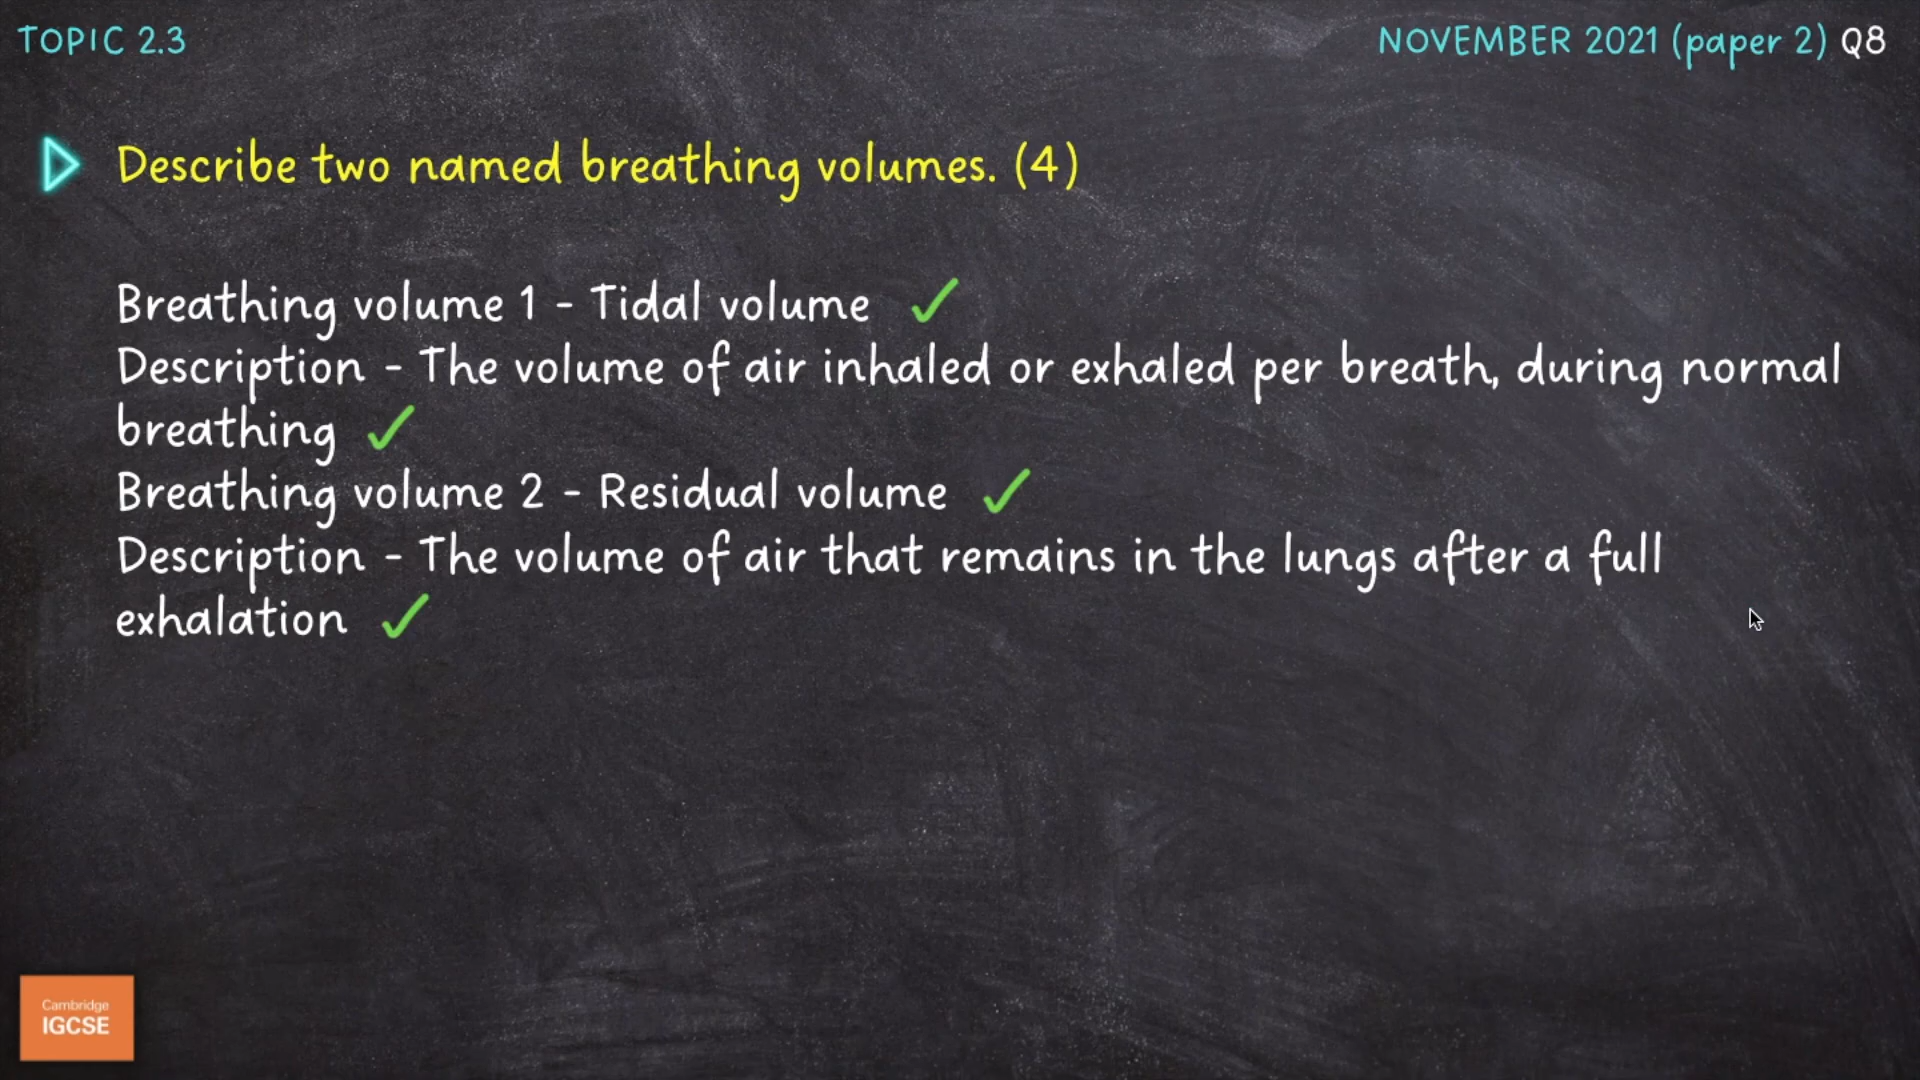 TOPIC 2.3
NOVEMBER 2021 (paper 2) Q8
Describe two named breathing volumes. (4)
Breathing volume 1 - Tidal volume
Description - The volume of air inhaled or exhaled per breath, during normal
breathing
Breathing volume 2 - Residual volume
Description - The volume of air that remains in the lungs after a full
exhalation
Cambridge
IGCSE